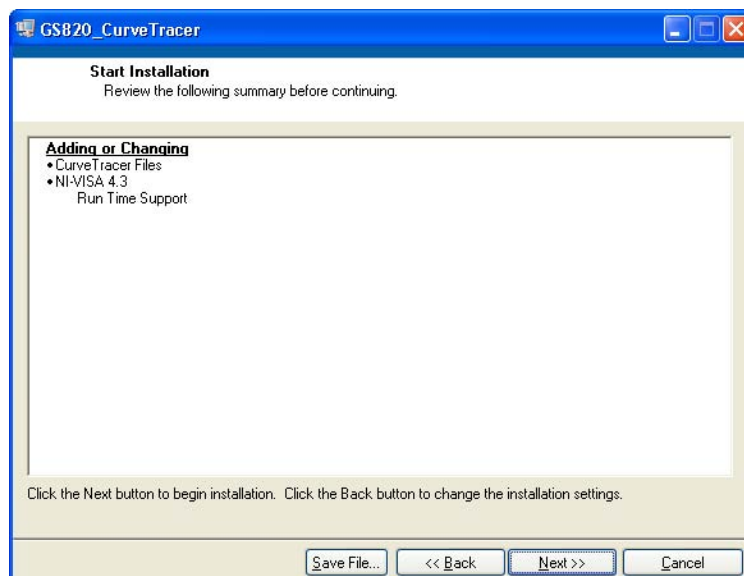 GS820_CurveTracer
Start Installation
Review the following summary before continuing.
Adding or Changing
•CurveTracer Files
•NI-VISA 4.3
Run Time Support
Click the Next button to begin installation.  Click the Back button to change the installation settings.
Save File... << Back Next >> Cancel